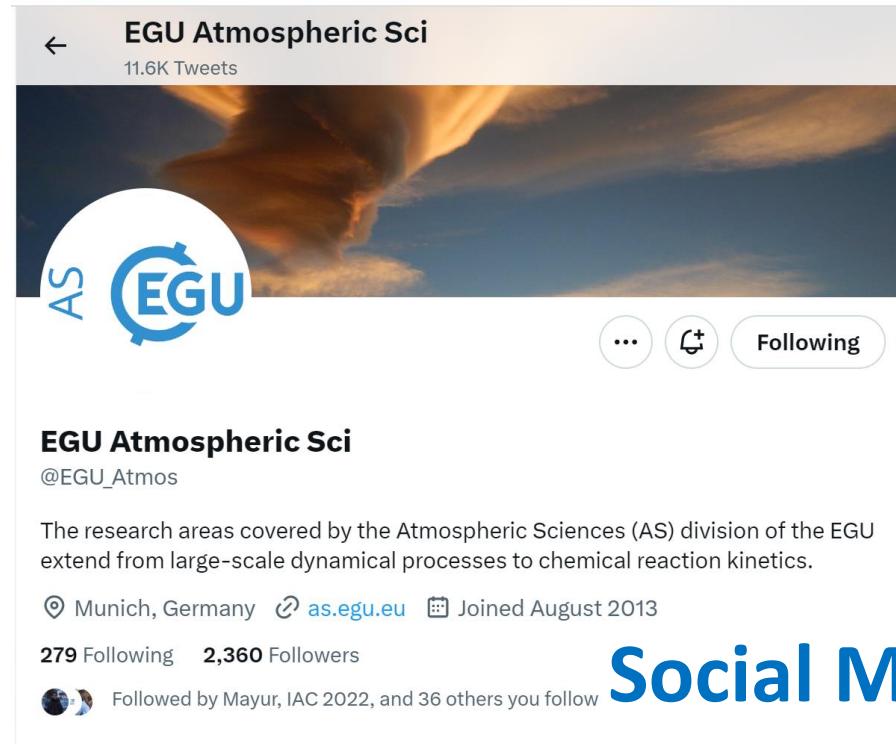 EGU Atmospheric Sci
11.6K Tweets
AS
EGU
Following
EGU Atmospheric Sci
@EGU_Atmos
The research areas covered by the Atmospheric Sciences (AS) division of the EGU
extend from large-scale dynamical processes to chemical reaction kinetics.
Munich, Germany as.egu.eu Joined August 2013
279 Following 2,360 Followers
Followed by Mayur, IAC 2022, and 36 others you follow
Social M